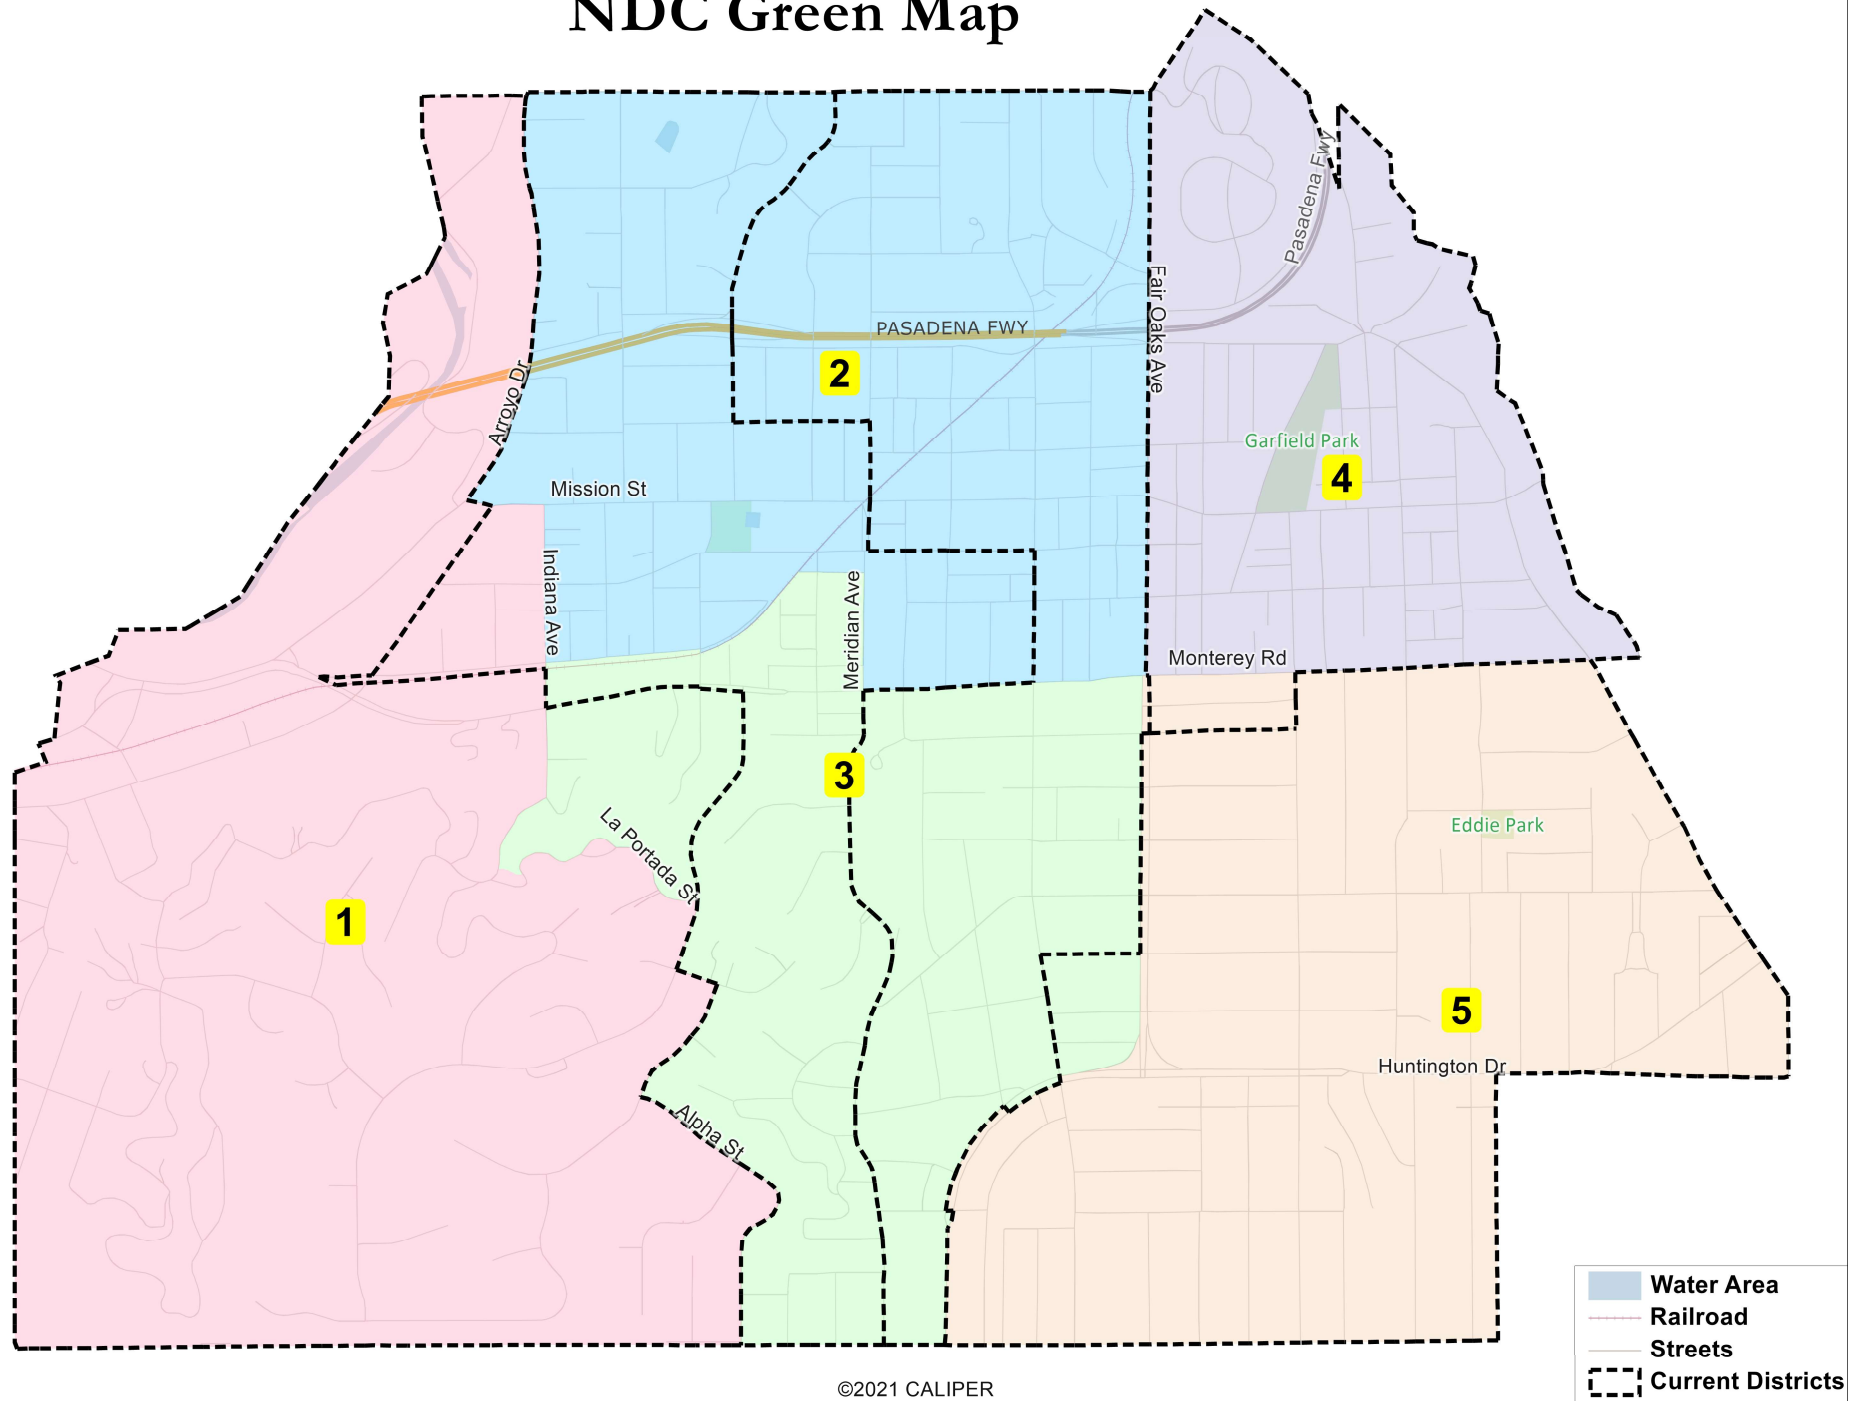 NDC Green Map
Pasadena Fwy
Fair Oaks Ave
PASADENA FWY
2
Arroyo Dr
Garfield Park
4
Mission St
Indiana Ave
Meridian Ave
Monterey Rd
3
La Portada St
Eddie Park
1
5
Huntington Dr
Alpha St
Water Area
Railroad
Streets
Current Districts
©2021 CALIPER